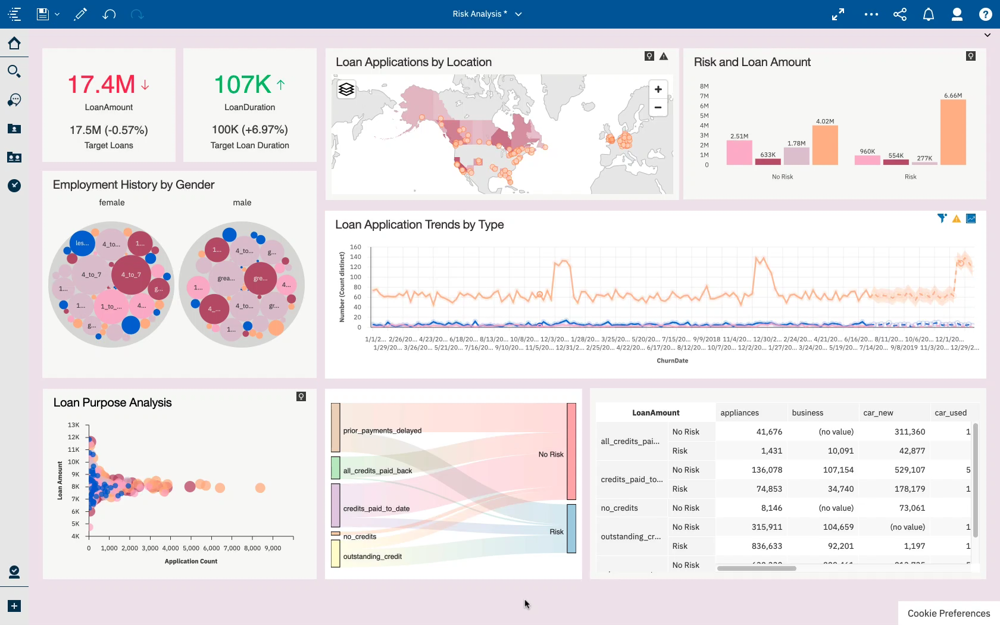 Risk Analysis *
17.4M
LoanAmount
17.5M (-0.57%)
Target Loans
107K
LoanDuration
100K (+6.97%)
Target Loan Duration
Loan Applications by Location
+
−
Risk and Loan Amount
8M
7M
6M
5M
4M
3M
2M
1M
0
2.51M
633K
1.78M
4.02M
960K
554K
277K
6.66M
No Risk
Risk
Employment History by Gender
female
male
les...
4_to...
1...
4_to_7
4_to_7
1...
g...
1...
1_to_...
4...
g...
1...
4_to...
g...
grea...
gre...
1...
4...
4_...
4_to...
gr...
1...
Loan Application Trends by Type
Number (Count distinct)
160
140
120
100
80
60
40
20
0
1/1/2... 2/26/20... 4/23/20... 6/18/20... 8/13/20... 10/8/20... 12/3/20... 1/28/20... 3/25/20... 5/20/20... 7/15/20... 9/9/2018 11/4/20... 12/30/2... 2/24/20... 4/21/20... 6/16/20... 8/11/20... 10/6/20... 12/1/20...
1/29/20... 3/26/20... 5/21/20... 7/16/20... 9/10/20... 11/5/20... 12/31/2... 2/25/20... 4/22/20... 6/17/20... 8/12/20... 10/7/20... 12/2/20... 1/27/20... 3/24/20... 5/19/20... 7/14/20... 9/8/2019 11/3/20... 12/29/2...
ChurnDate
Loan Purpose Analysis
Loan Amount
13K
12K
11K
10K
9K
8K
7K
6K
5K
4K
0 1,000 2,000 3,000 4,000 5,000 6,000 7,000 8,000 9,000
Application Count
prior_payments_delayed
all_credits_paid_back
credits_paid_to_date
no_credits
outstanding_credit
No Risk
Risk
LoanAmount appliances business car_new car_used
all_credits_pai... No Risk 41,676 (no value) 311,360 1
Risk 1,431 10,091 42,877
credits_paid_to... No Risk 136,078 107,154 529,107 5
Risk 74,853 34,740 178,179 1
no_credits No Risk 8,146 (no value) 73,061
outstanding_cr... No Risk 315,911 104,659 (no value) 1
Risk 836,633 92,201 1,197 1
No Risk
Cookie Preferences